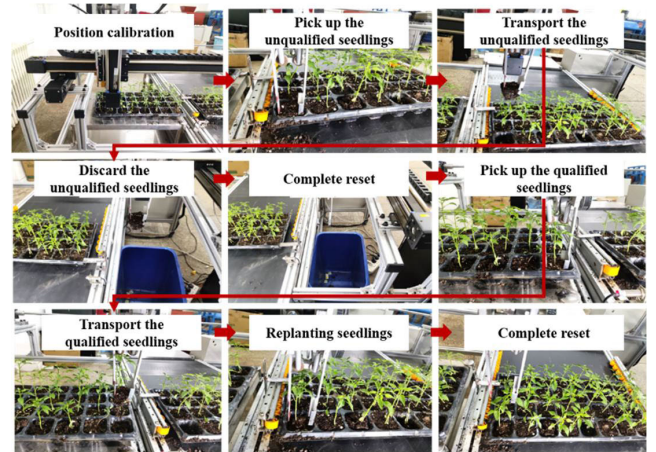 Position calibration
Pick up the
unqualified seedlings
Transport the
unqualified seedlings
Discard the
unqualified seedlings
Complete reset
Pick up the qualified
seedlings
Transport the
qualified seedlings
Replanting seedlings
Complete reset